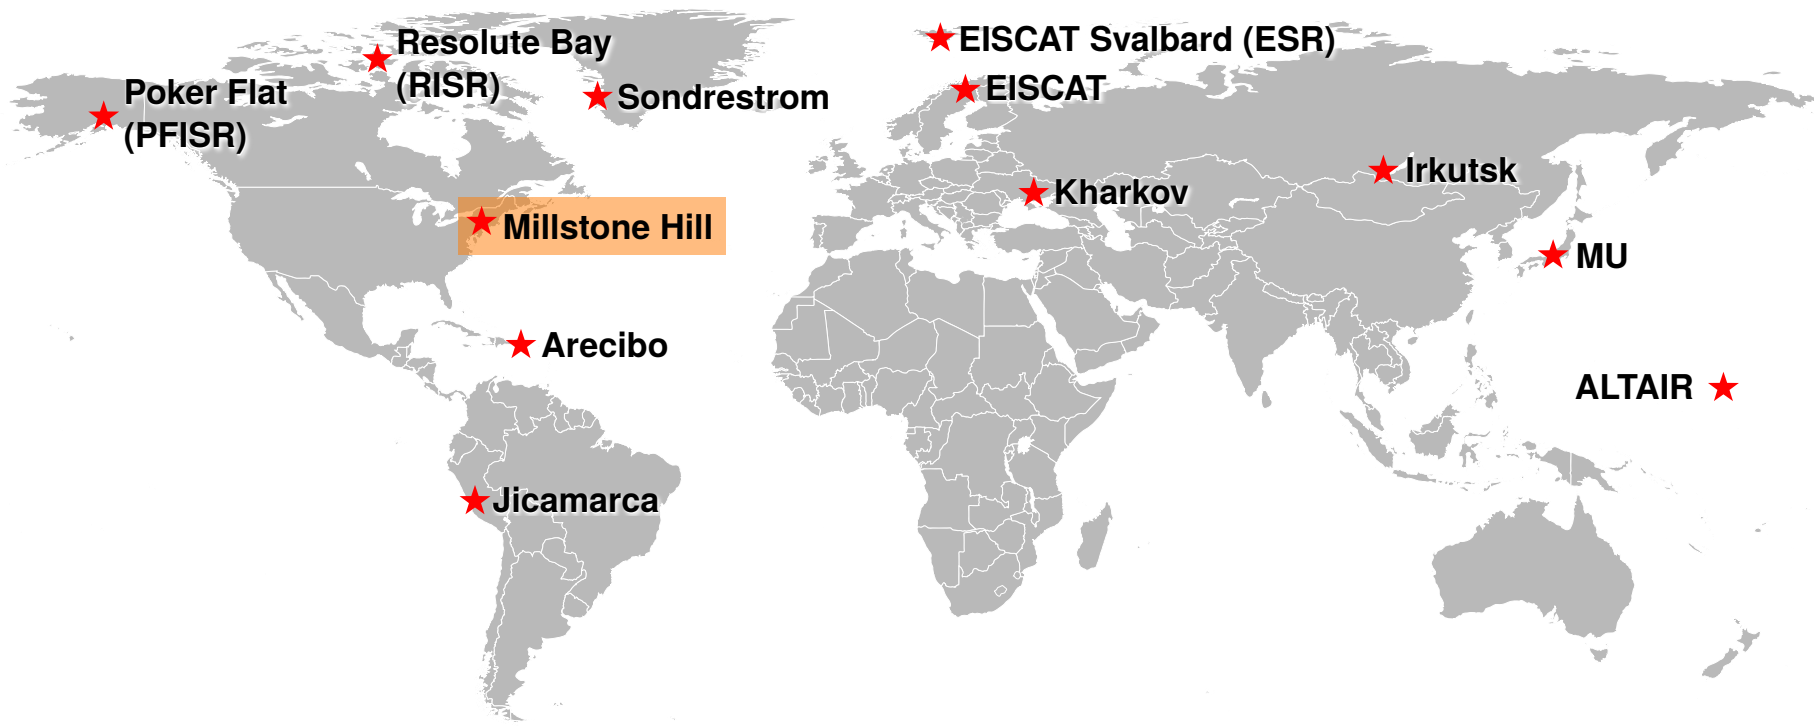 Resolute Bay
(RISR)
EISCAT Svalbard (ESR)
Poker Flat
(PFISR)
Sondrestrom
EISCAT
Irkutsk
Kharkov
Millstone Hill
MU
Arecibo
ALTAIR
Jicamarca